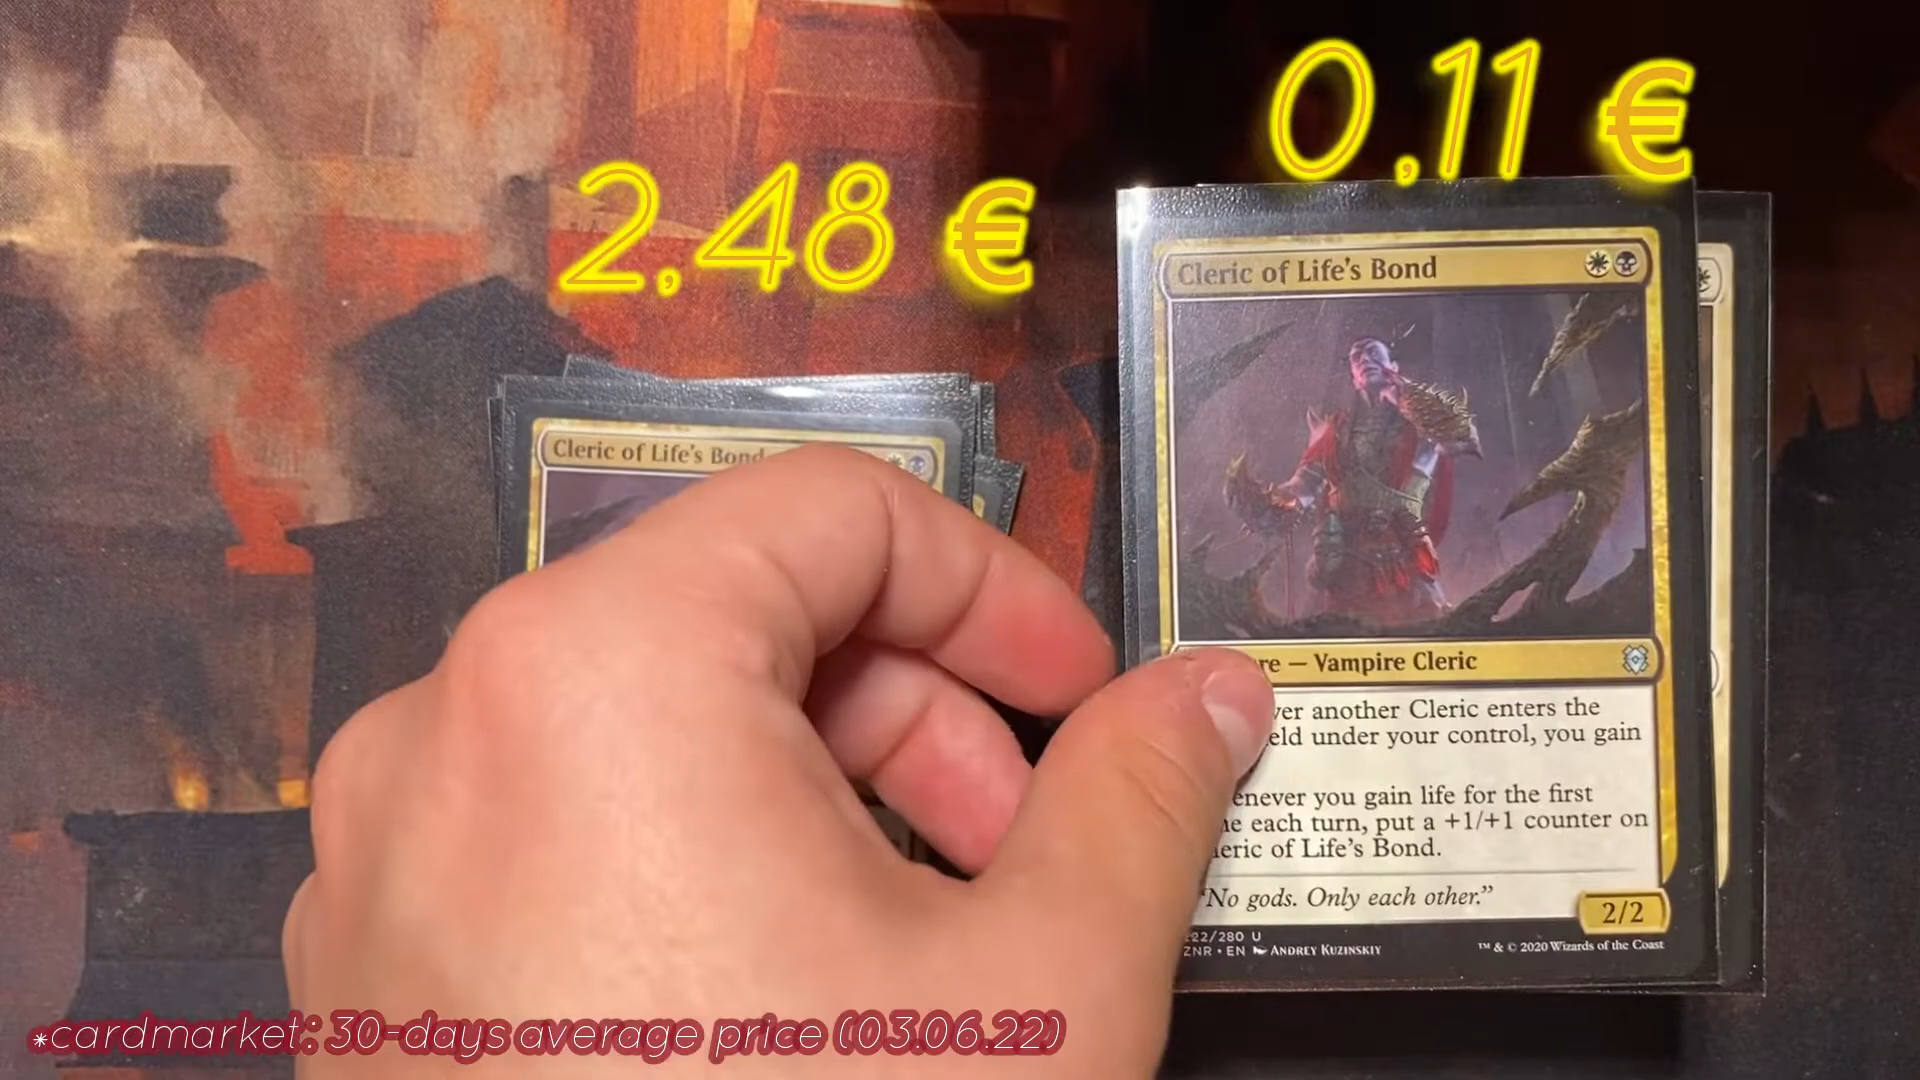 0,11 €
2,48 €
Cleric of Life's Bond
Cleric of Life's Bond
— Vampire Cleric
another Cleric enters the
under your control, you gain
you gain life for the first
each turn, put a +1/+1 counter on
of Life's Bond.
"No gods. Only each other."
2/2
22/280 U
ZNR • EN ANDREY KUZINSKIY
™ & © 2020 Wizards of the Coast
*cardmarket: 30-days average price (03.06.22)